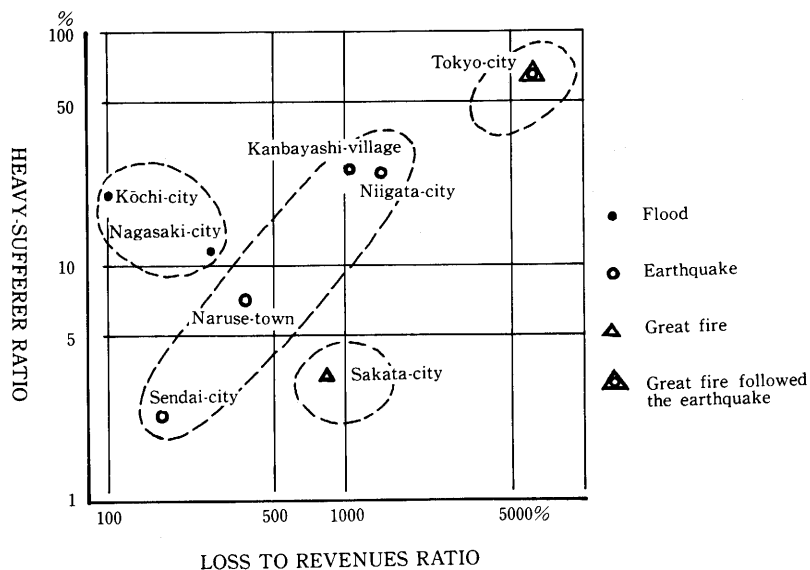 %
100
50
10
5
1
HEAVY-SUFFERER RATIO
Tokyo-city
Kanbayashi-village
Niigata-city
Kōchi-city
Nagasaki-city
Naruse-town
Sendai-city
Sakata-city
100
500
1000
5000%
LOSS TO REVENUES RATIO
Flood
Earthquake
Great fire
Great fire followed
the earthquake